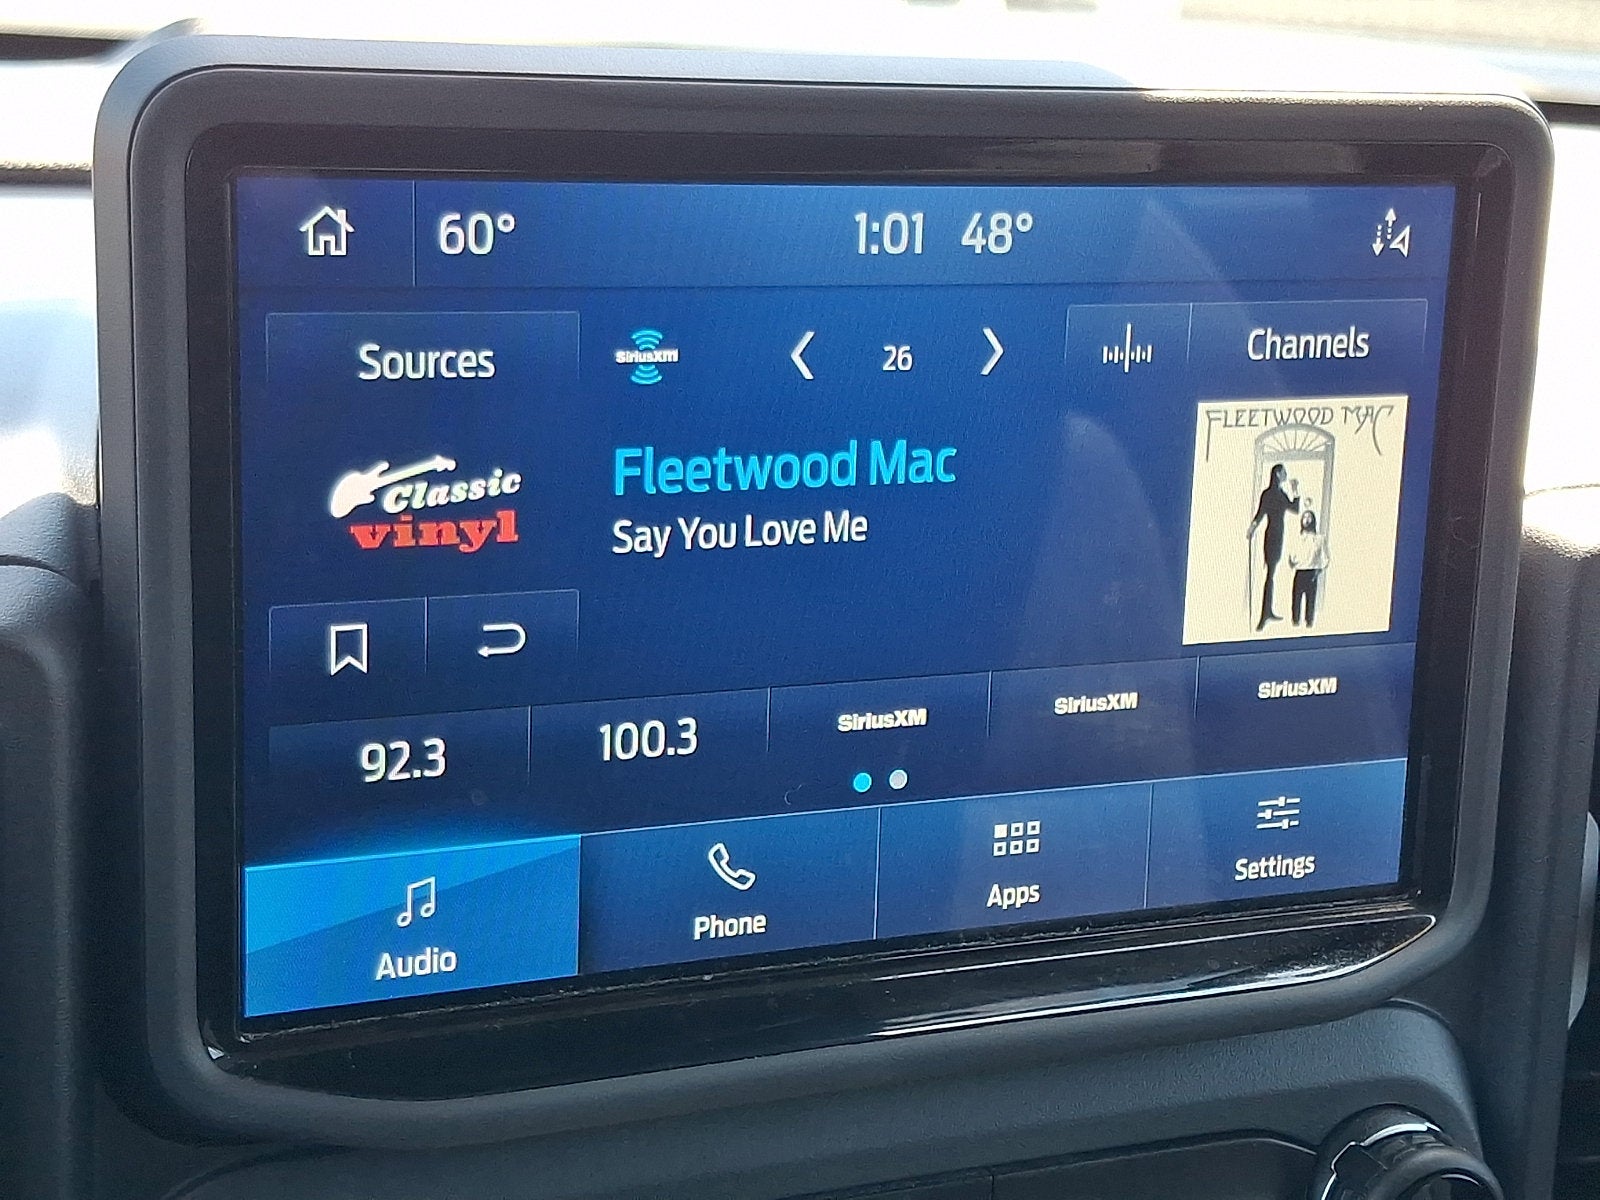 60°
1:01 48°
Sources
SiriusXM
26
Channels
FLEETWOOD MAC
Classic
vinyl
Fleetwood Mac
Say You Love Me
92.3
100.3
SiriusXM
SiriusXM
SiriusXM
Audio
Phone
Apps
Settings